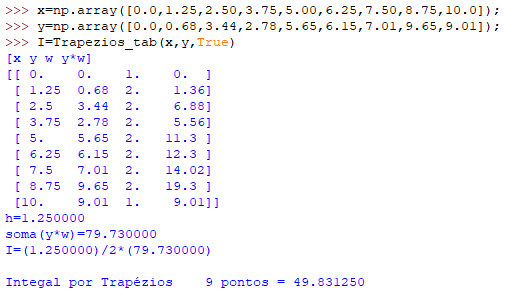 >>> x=np.array([0.0,1.25,2.50,3.75,5.00,6.25,7.50,8.75,10.0]);
>>> y=np.array([0.0,0.68,3.44,2.78,5.65,6.15,7.01,9.65,9.01]);
>>> I=Trapezios_tab(x,y,True)
[x y w y*w]
[[ 0.    0.    1.    0.  ]
 [ 1.25  0.68  2.    1.36]
 [ 2.5   3.44  2.    6.88]
 [ 3.75  2.78  2.    5.56]
 [ 5.    5.65  2.   11.3 ]
 [ 6.25  6.15  2.   12.3 ]
 [ 7.5   7.01  2.   14.02]
 [ 8.75  9.65  2.   19.3 ]
 [10.    9.01  1.    9.01]]
h=1.250000
soma(y*w)=79.730000
I=(1.250000)/2*(79.730000)
Integal por Trapézios    9 pontos = 49.831250